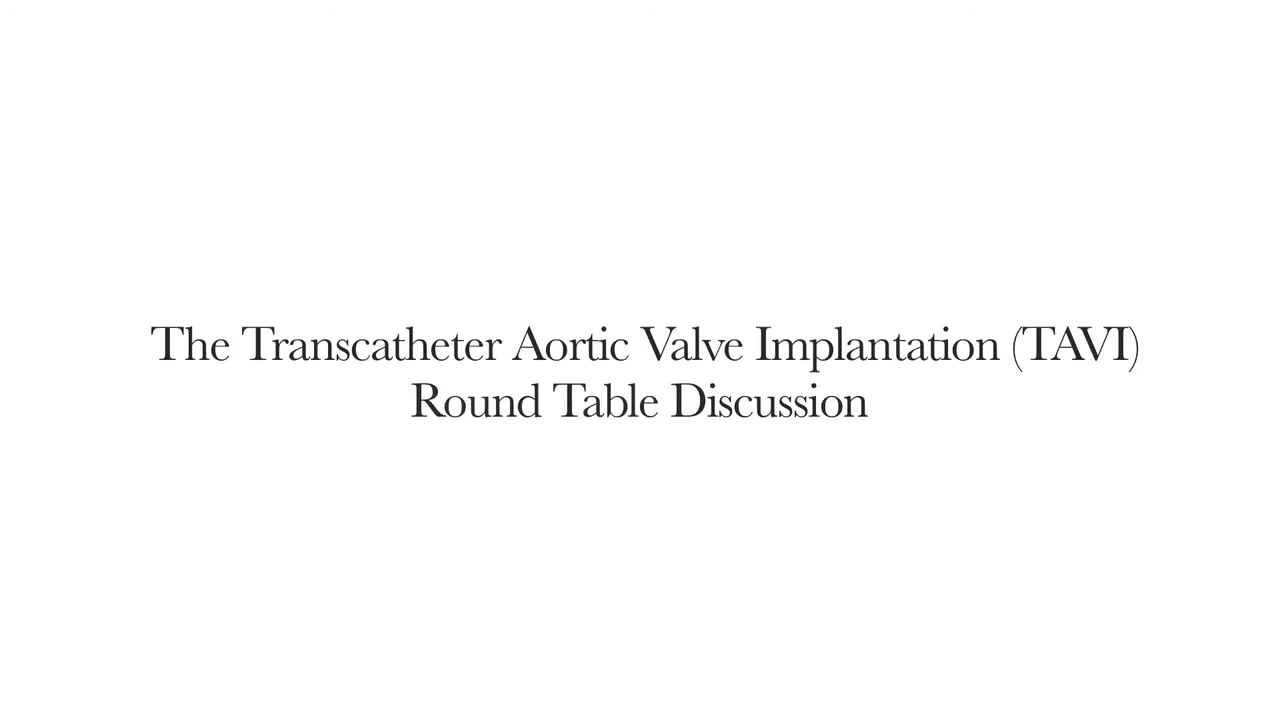 The Transcatheter Aortic Valve Implantation (TAVI)
Round Table Discussion